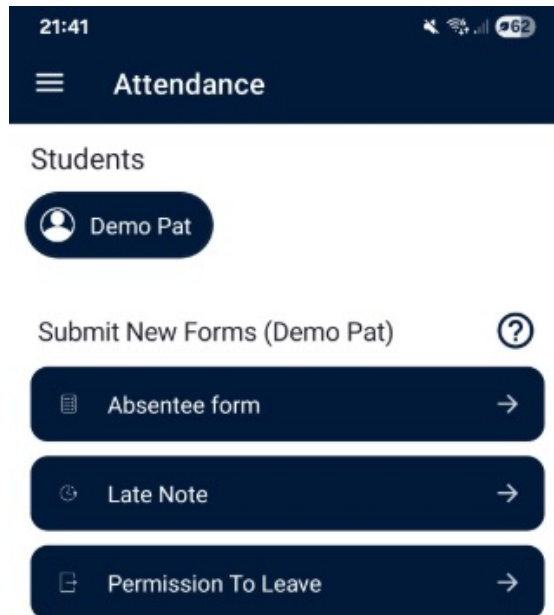 21:41
62
Attendance
Students
Demo Pat
Submit New Forms (Demo Pat)
?
Absentee form
Late Note
Permission To Leave